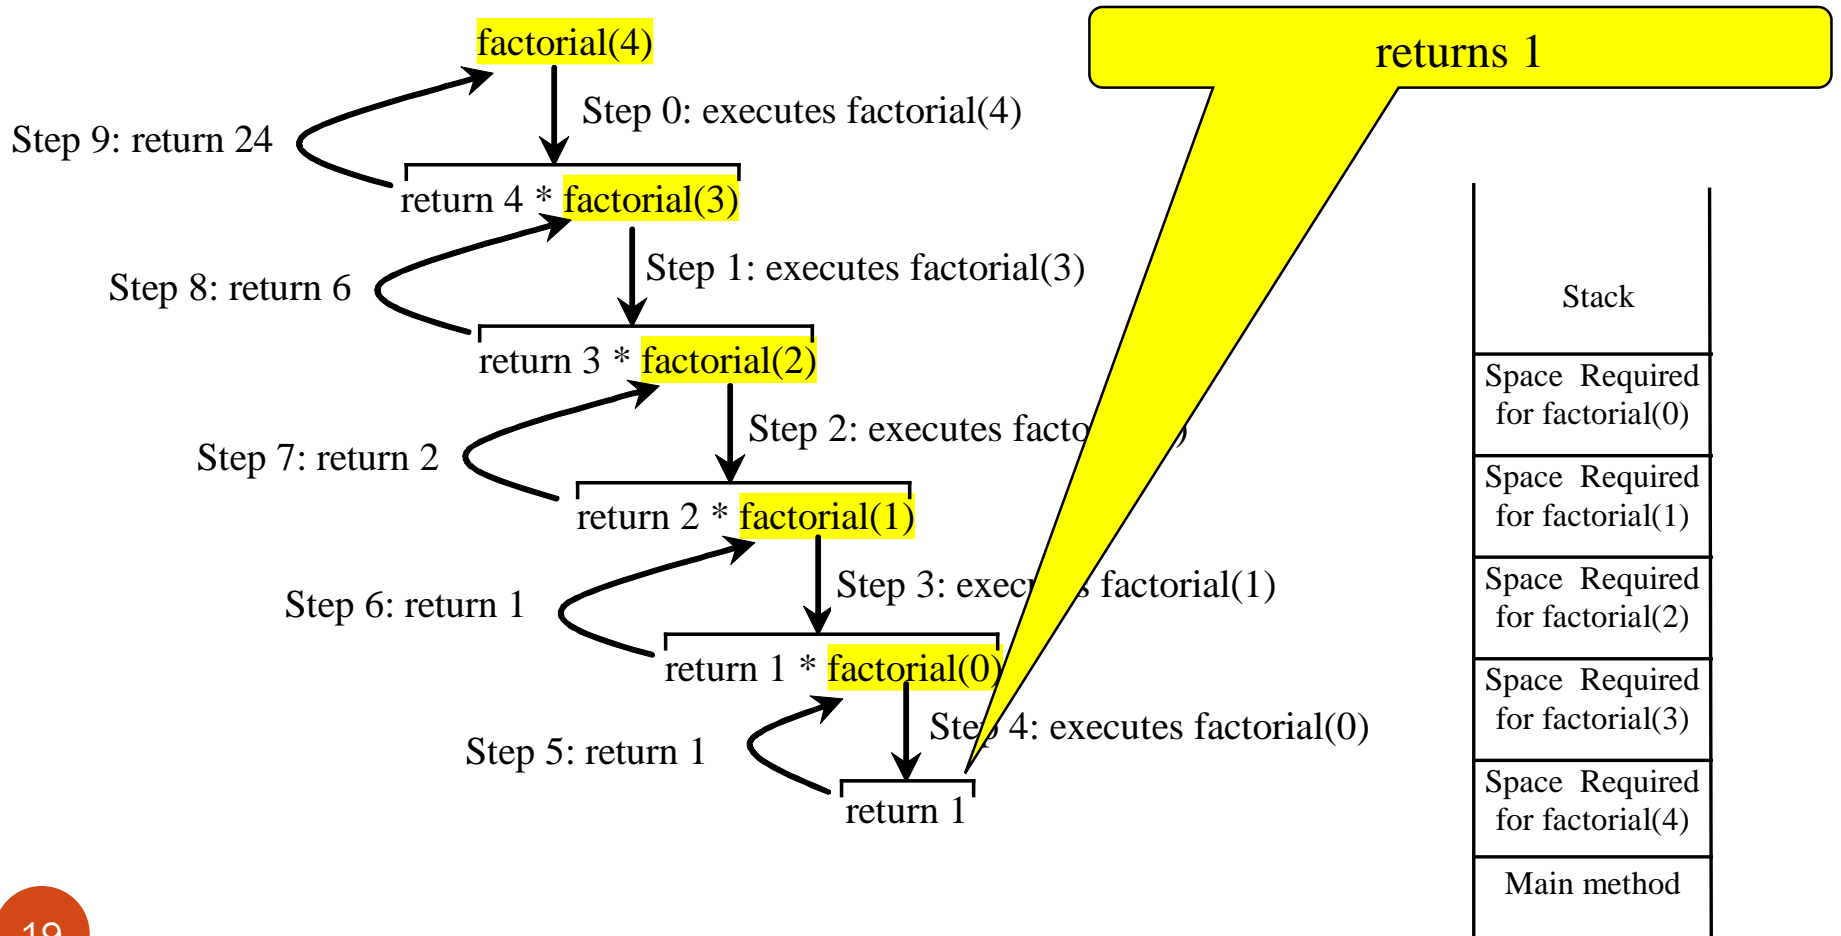 factorial(4)
returns 1
Step 0: executes factorial(4)
Step 9: return 24
return 4 * factorial(3)
Step 1: executes factorial(3)
Step 8: return 6
Stack
return 3 * factorial(2)
Space Required
for factorial(0)
Step 2: executes
Step 7: return 2
Space Required
for factorial(1)
return 2 * factorial(1)
Step 3: factorial(1)
Step 6: return 1
Space Required
for factorial(2)
return 1 * factorial(0)
Space Required
for factorial(3)
Step 4: executes factorial(0)
Step 5: return 1
return 1
Space Required
for factorial(4)
Main method
19